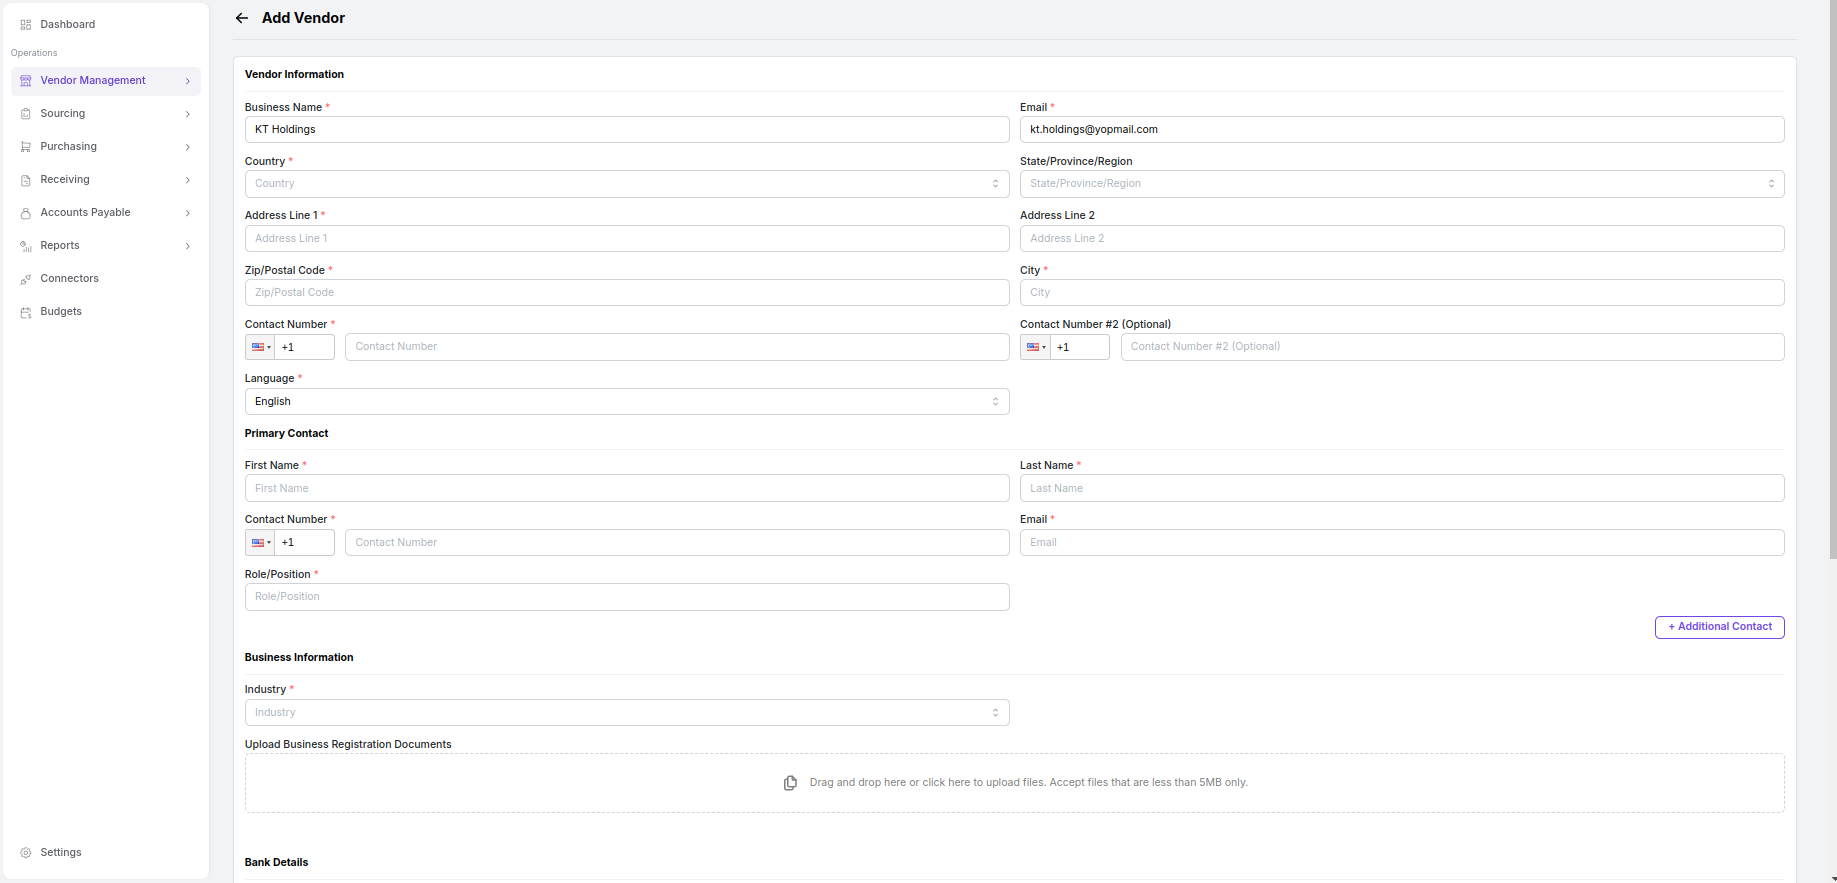 Dashboard
Operations
Vendor Management
Sourcing
Purchasing
Receiving
Accounts Payable
Reports
Connectors
Budgets
Settings
Add Vendor
Vendor Information
Business Name * Email *
KT Holdings kt.holdings@yopmail.com
Country * State/Province/Region
Country State/Province/Region
Address Line 1 * Address Line 2
Address Line 1 Address Line 2
Zip/Postal Code * City *
Zip/Postal Code City
Contact Number * Contact Number #2 (Optional)
+1 Contact Number +1 Contact Number #2 (Optional)
Language *
English
Primary Contact
First Name * Last Name *
First Name Last Name
Contact Number * Email *
+1 Contact Number Email
Role/Position *
Role/Position
+ Additional Contact
Business Information
Industry *
Industry
Upload Business Registration Documents
Drag and drop here or click here to upload files. Accept files that are less than 5MB only.
Bank Details